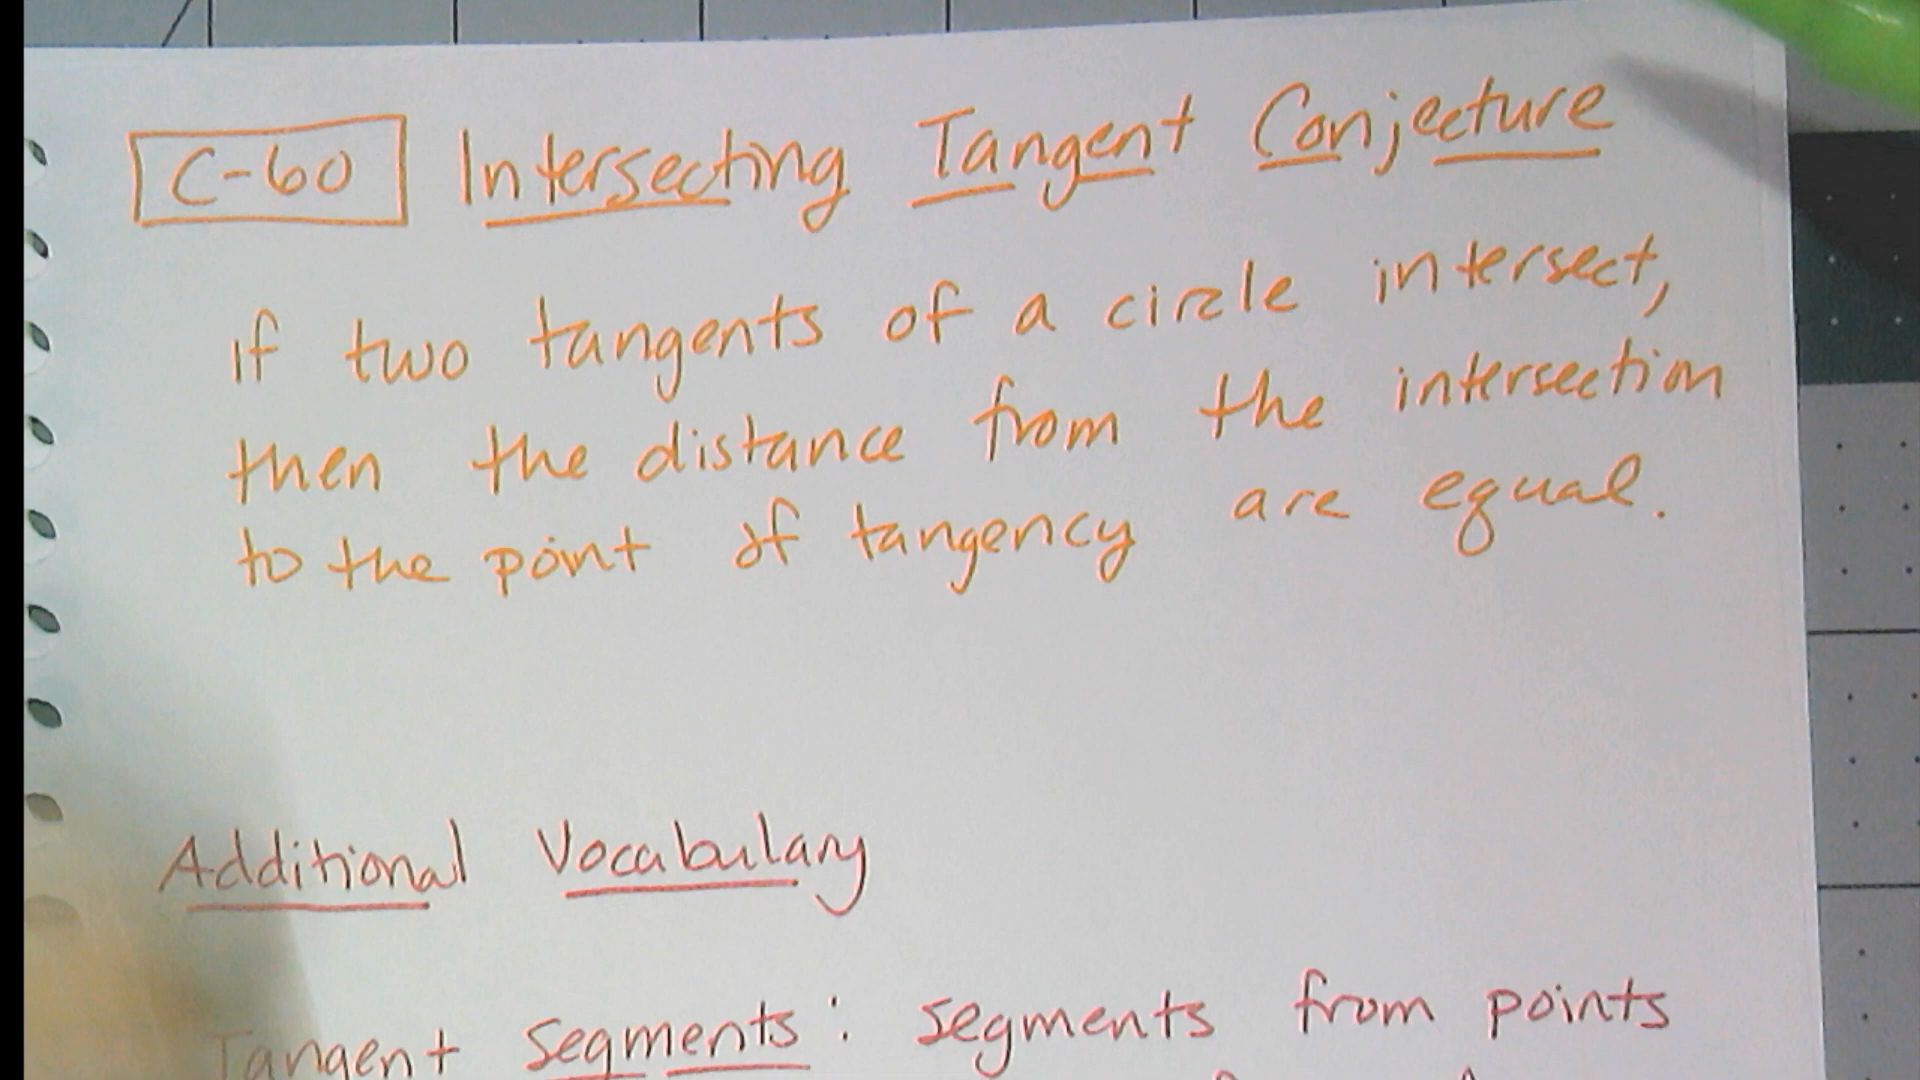 C-60 Intersecting Tangent Conjecture
If two tangents of a circle intersect,
then the distance from the intersection
to the point of tangency are equal.
Additional Vocabulary
Tangent Segments: segments from points